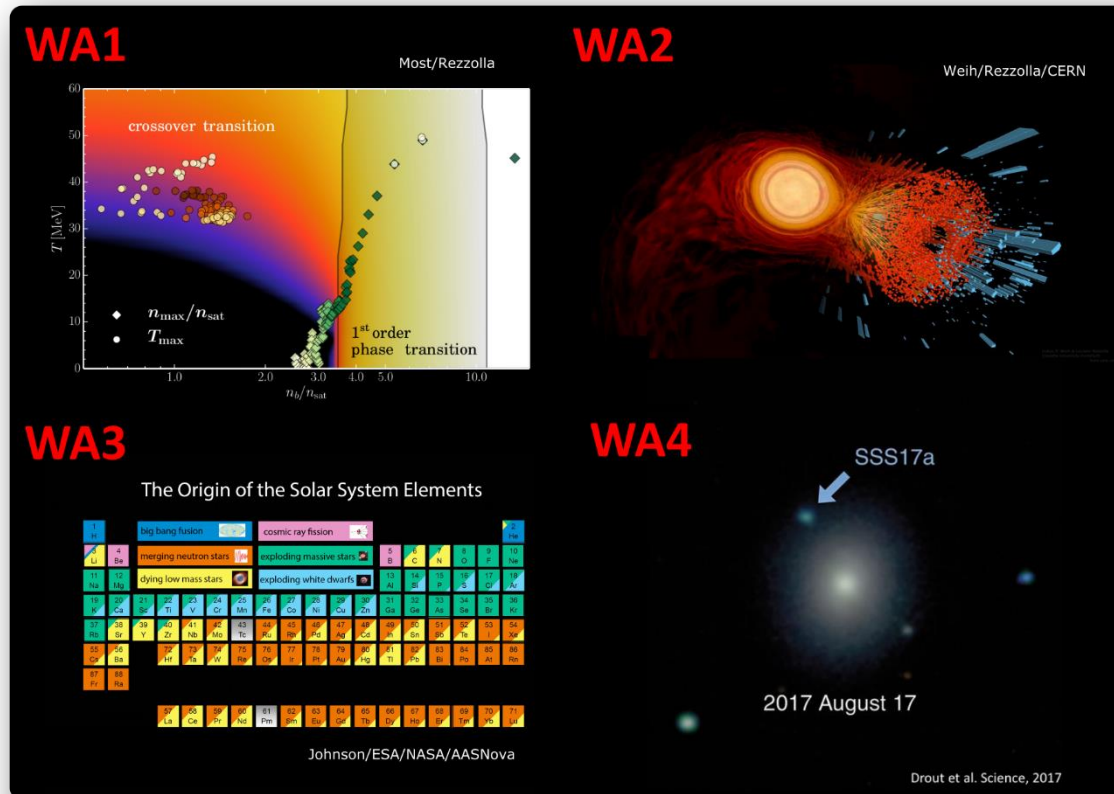 WA1
Most/Rezzolla
60
50
40
30
20
10
0
T [MeV]
crossover transition
n_max/n_sat
T_max
1st order
phase transition
1.0 2.0 3.0 4.0 5.0 10.0
n_b/n_sat
WA2
Weih/Rezzolla/CERN
WA3
The Origin of the Solar System Elements
big bang fusion
cosmic ray fission
merging neutron stars
exploding massive stars
dying low mass stars
exploding white dwarfs
1 2
H He
3 4 5 6 7 8 9 10
Li Be B C N O F Ne
11 12 13 14 15 16 17 18
Na Mg Al Si P S Cl Ar
19 20 21 22 23 24 25 26 27 28 29 30 31 32 33 34 35 36
K Ca Sc Ti V Cr Mn Fe Co Ni Cu Zn Ga Ge As Se Br Kr
37 38 39 40 41 42 43 44 45 46 47 48 49 50 51 52 53 54
Rb Sr Y Zr Nb Mo Tc Ru Rh Pd Ag Cd In Sn Sb Te I Xe
55 56 72 73 74 75 76 77 78 79 80 81 82 83 84 85 86
Cs Ba Hf Ta W Re Os Ir Pt Au Hg Tl Pb Bi Po At Rn
87 88
Fr Ra
57 58 59 60 61 62 63 64 65 66 67 68 69 70 71
La Ce Pr Nd Pm Sm Eu Gd Tb Dy Ho Er Tm Yb Lu
Johnson/ESA/NASA/AASNova
WA4
SSS17a
2017 August 17
Drout et al. Science, 2017